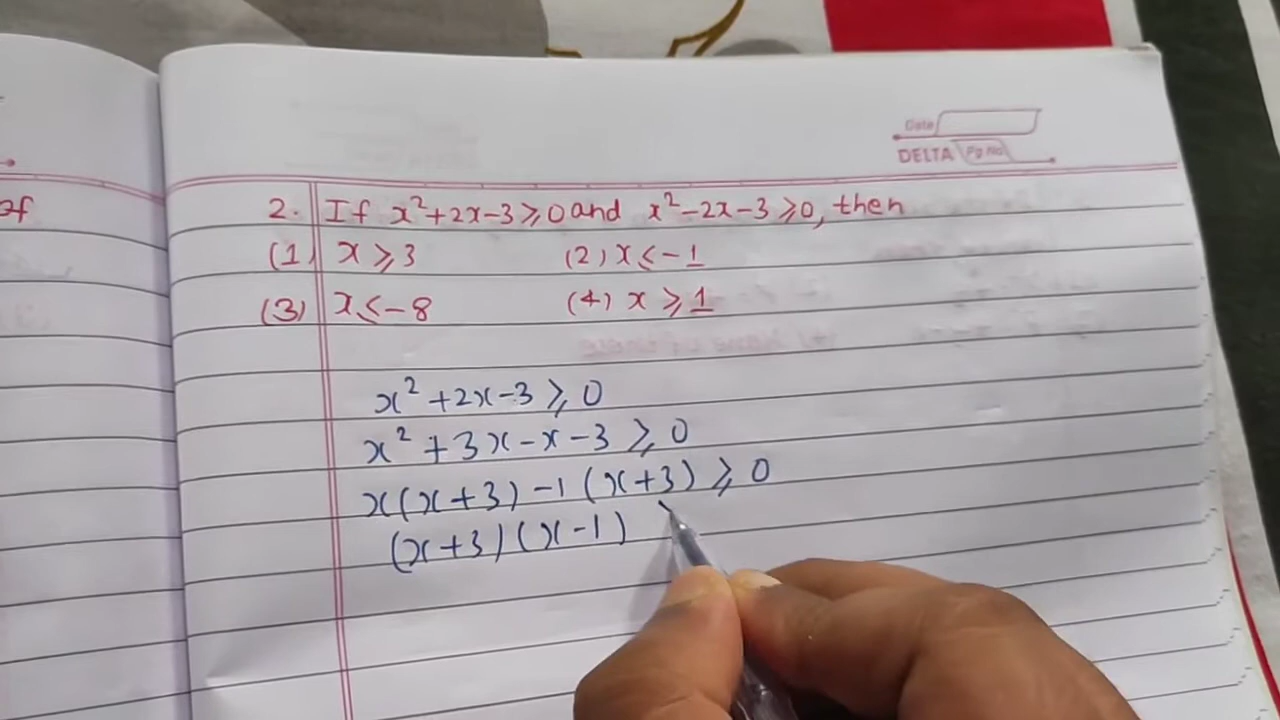 of
Date
DELTA Pg No
2. If x²+2x-3≥0 and x²-2x-3≥0, then
(1) x≥3 (2) x≤-1
(3) x≤-8 (4) x≥1
x²+2x-3≥0
x²+3x-x-3≥0
x(x+3)-1(x+3)≥0
(x+3)(x-1)